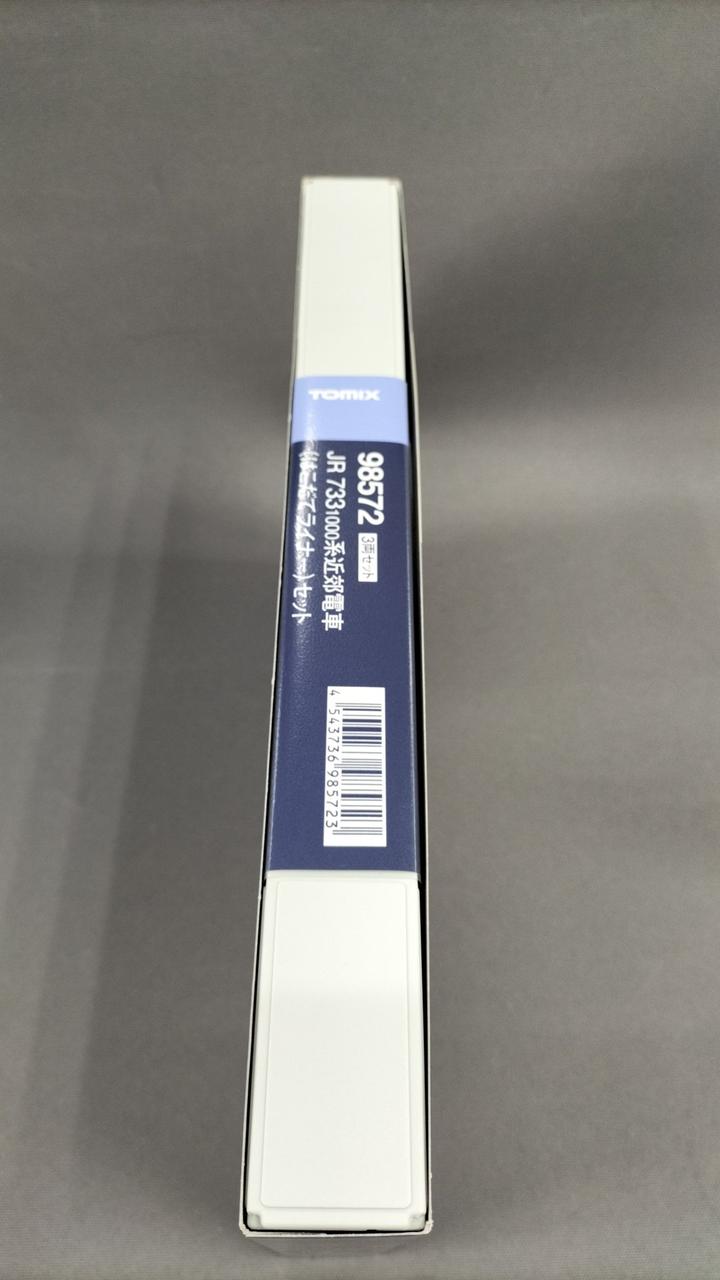 TOMIX
98572 3両セット
JR 733 1000系近郊電車
(はこだてライナー)セット
4 543736 985723